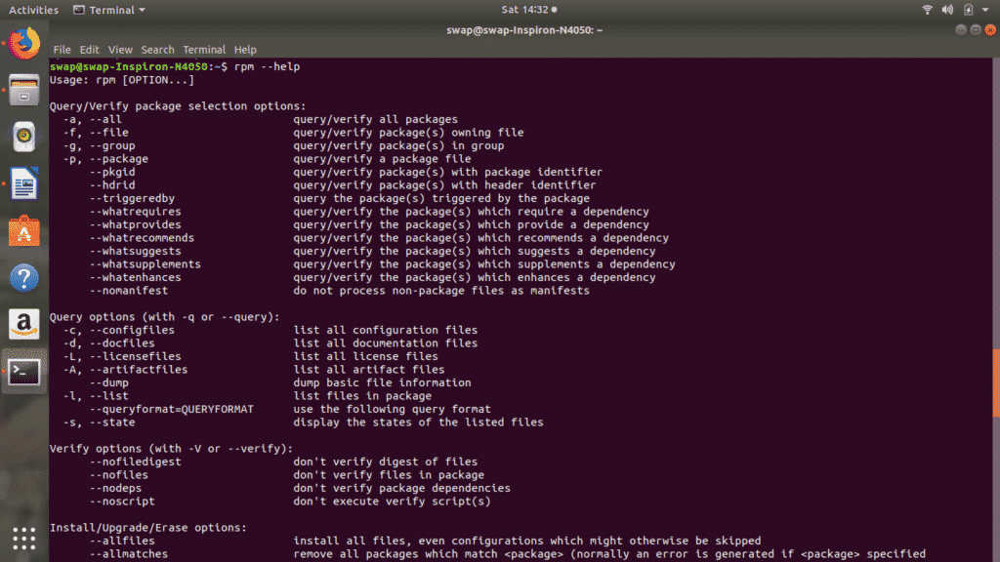 Activities Terminal Sat 14:32
swap@swap-Inspiron-N4050: ~
File Edit View Search Terminal Help
swap@swap-Inspiron-N4050:~$ rpm --help
Usage: rpm [OPTION...]
Query/Verify package selection options:
-a, --all query/verify all packages
-f, --file query/verify package(s) owning file
-g, --group query/verify package(s) in group
-p, --package query/verify a package file
--pkgid query/verify package(s) with package identifier
--hdrid query/verify package(s) with header identifier
--triggeredby query the package(s) triggered by the package
--whatrequires query/verify the package(s) which require a dependency
--whatprovides query/verify the package(s) which provide a dependency
--whatrecommends query/verify the package(s) which recommends a dependency
--whatsuggests query/verify the package(s) which suggests a dependency
--whatsupplements query/verify the package(s) which supplements a dependency
--whatenhances query/verify the package(s) which enhances a dependency
--nomanifest do not process non-package files as manifests
Query options (with -q or --query):
-c, --configfiles list all configuration files
-d, --docfiles list all documentation files
-L, --licensefiles list all license files
-A, --artifactfiles list all artifact files
--dump dump basic file information
-l, --list list files in package
--queryformat=QUERYFORMAT use the following query format
-s, --state display the states of the listed files
Verify options (with -V or --verify):
--nofiledigest don't verify digest of files
--nofiles don't verify files in package
--nodeps don't verify package dependencies
--noscript don't execute verify script(s)
Install/Upgrade/Erase options:
--allfiles install all files, even configurations which might otherwise be skipped
--allmatches remove all packages which match <package> (normally an error is generated if <package> specified